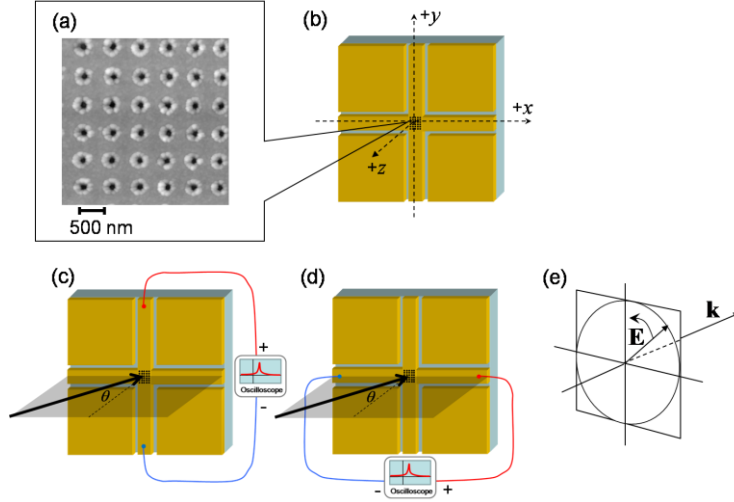 (a)
500 nm
(b)
+y
+x
+z
(c)
θ
+
Oscilloscope
-
(d)
θ
-
Oscilloscope
+
(e)
E
k